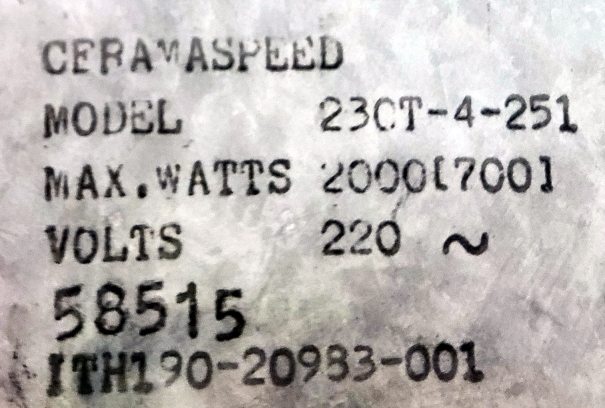 CERAMASPEED
MODEL 23CT-4-251
MAX.WATTS 2000[700]
VOLTS 220 ~
58515
ITH190-20983-001